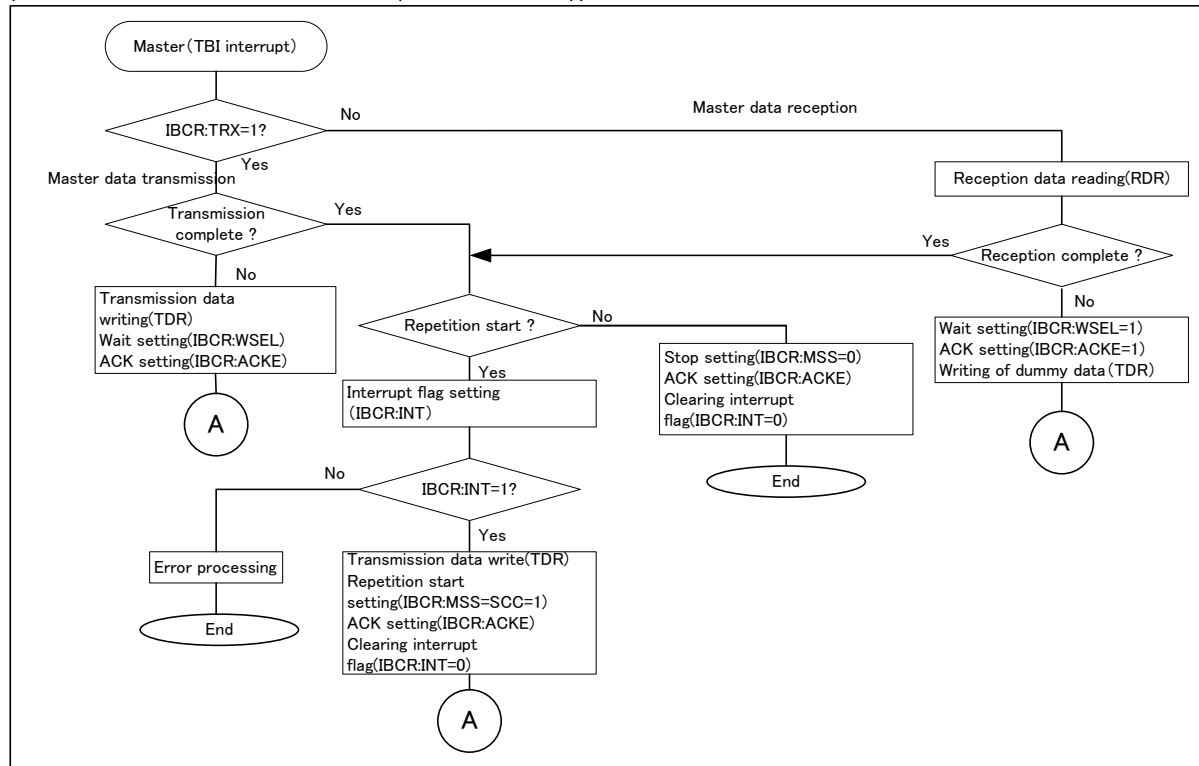 Master(TBI interrupt)
No
Master data reception
IBCR:TRX=1?
Yes
Master data transmission
Reception data reading(RDR)
Transmission
complete ?
Yes
Yes
Reception complete ?
No
No
Transmission data
writing(TDR)
Wait setting(IBCR:WSEL)
ACK setting(IBCR:ACKE)
Repetition start ?
No
Wait setting(IBCR:WSEL=1)
ACK setting(IBCR:ACKE=1)
Writing of dummy data(TDR)
Stop setting(IBCR:MSS=0)
ACK setting(IBCR:ACKE)
Clearing interrupt
flag(IBCR:INT=0)
Yes
Interrupt flag setting
(IBCR:INT)
A
A
No
IBCR:INT=1?
End
Yes
Error processing
Transmission data write(TDR)
Repetition start
setting(IBCR:MSS=SCC=1)
ACK setting(IBCR:ACKE)
Clearing interrupt
flag(IBCR:INT=0)
End
A